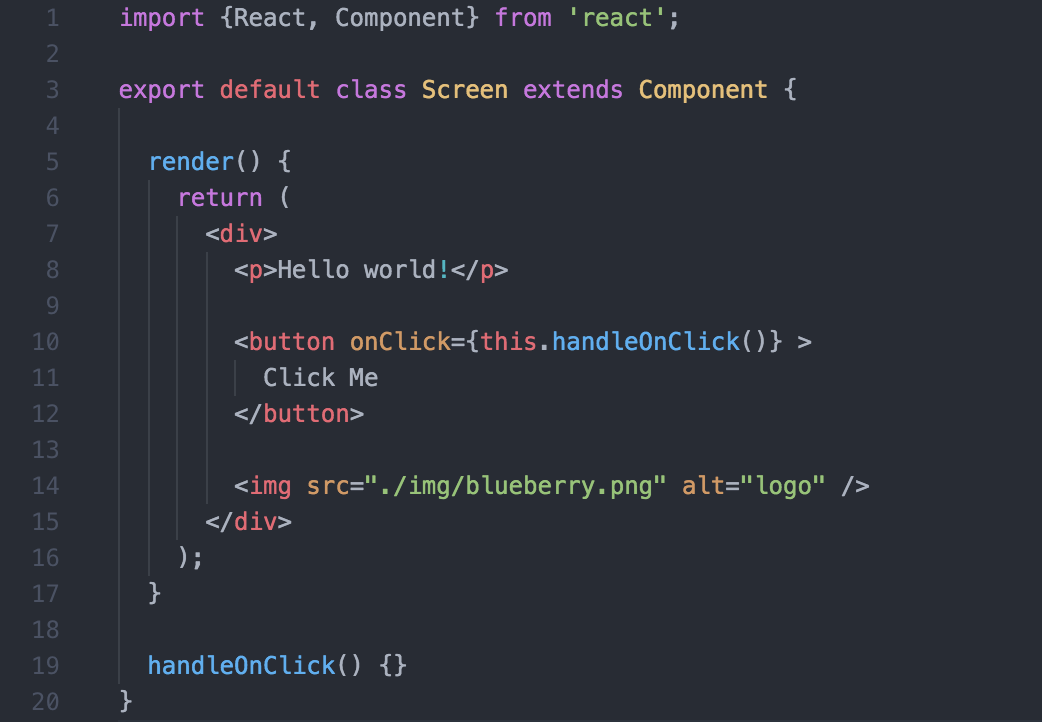 1 import {React, Component} from 'react';
2
3 export default class Screen extends Component {
4
5 render() {
6 return (
7 <div>
8 <p>Hello world!</p>
9
10 <button onClick={this.handleOnClick()} >
11 Click Me
12 </button>
13
14 <img src="./img/blueberry.png" alt="logo" />
15 </div>
16 );
17 }
18
19 handleOnClick() {}
20 }